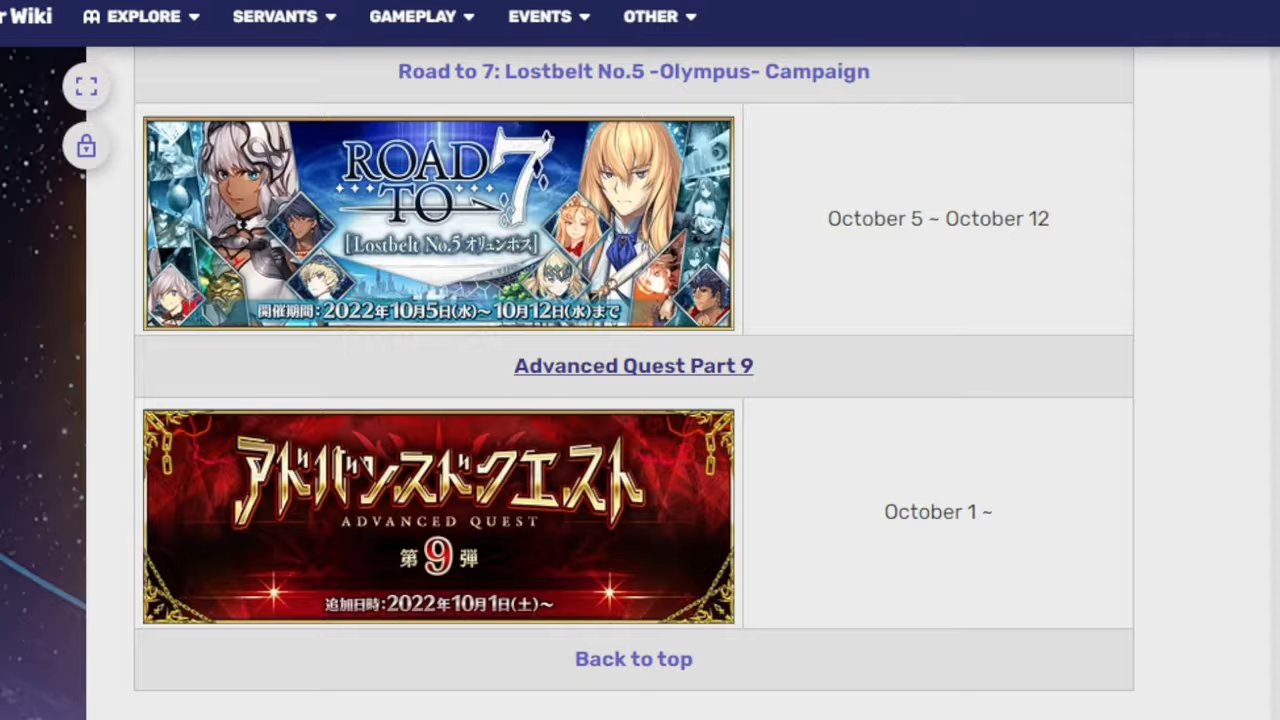 r Wiki EXPLORE SERVANTS GAMEPLAY EVENTS OTHER
Road to 7: Lostbelt No.5 -Olympus- Campaign
ROAD
TO 7
[Lostbelt No.5 オリュンポス]
開催期間:2022年10月5日(水)~10月12日(水)まで
October 5 ~ October 12
Advanced Quest Part 9
アドバンスドクエスト
ADVANCED QUEST
第9弾
追加日時:2022年10月1日(土)~
October 1 ~
Back to top